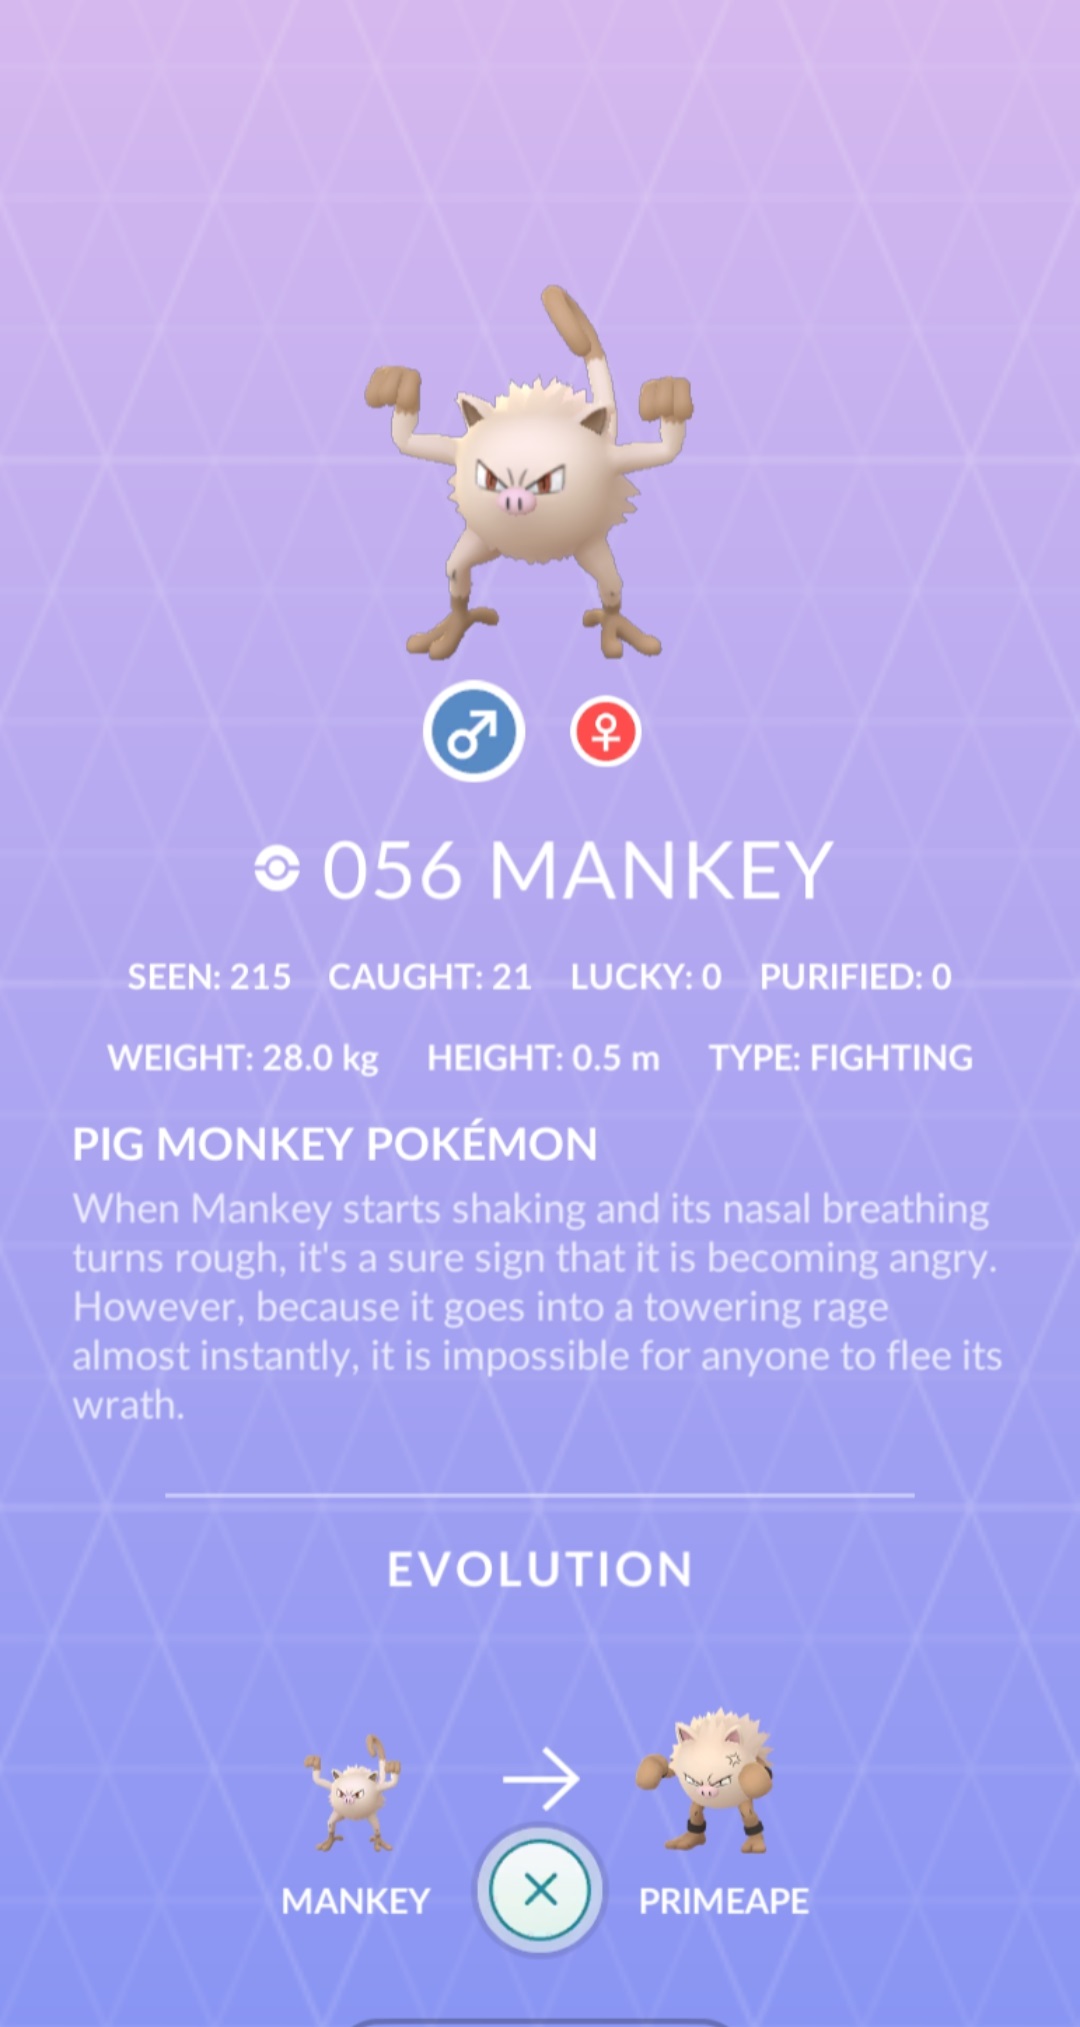 056 MANKEY
SEEN: 215 CAUGHT: 21 LUCKY: 0 PURIFIED: 0
WEIGHT: 28.0 kg HEIGHT: 0.5 m TYPE: FIGHTING
PIG MONKEY POKÉMON
When Mankey starts shaking and its nasal breathing
turns rough, it's a sure sign that it is becoming angry.
However, because it goes into a towering rage
almost instantly, it is impossible for anyone to flee its
wrath.
EVOLUTION
MANKEY PRIMEAPE